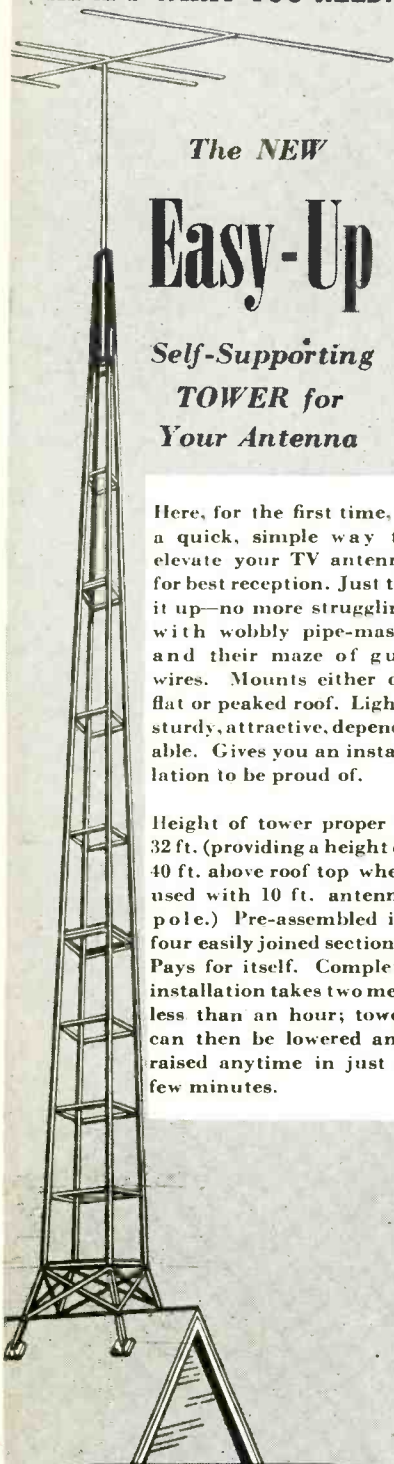 WHAT YOU NEED!
The NEW
Easy-Up
Self-Supporting
TOWER for
Your Antenna
Here, for the first time,
a quick, simple way t
elevate your TV antenn
for best reception. Just t
it up—no more strugglin
with wobbly pipe-mas
and their maze of gu
wires. Mounts either o
flat or peaked roof. Ligh
sturdy, attractive, depend
able. Gives you an insta
lation to be proud of.
Height of tower proper
32 ft. (providing a height o
40 ft. above roof top whe
used with 10 ft. antenn
pole.) Pre-assembled i
four easily joined section
Pays for itself. Comple
installation takes two me
less than an hour; towe
can then be lowered an
raised anytime in just
few minutes.